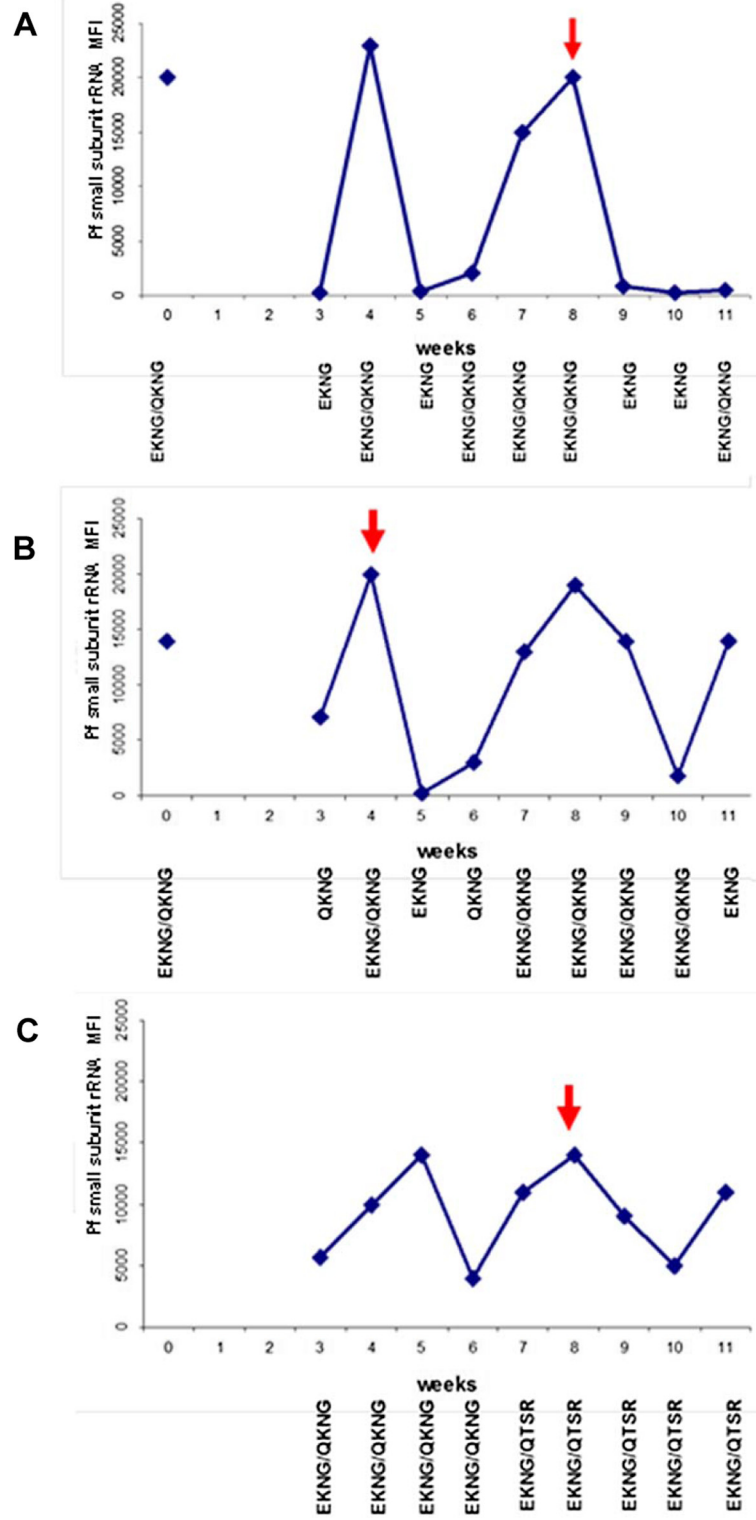 A
Pf small subunit rRNA MFI
25000
20000
15000
10000
5000
0
0 1 2 3 4 5 6 7 8 9 10 11
weeks
EKNG/QKNG EKNG EKNG/QKNG EKNG EKNG/QKNG EKNG/QKNG EKNG/QKNG EKNG EKNG EKNG/QKNG
B
Pf small subunit rRNA MFI
25000
20000
15000
10000
5000
0
0 1 2 3 4 5 6 7 8 9 10 11
weeks
EKNG/QKNG QKNG EKNG/QKNG EKNG QKNG EKNG/QKNG EKNG/QKNG EKNG/QKNG EKNG/QKNG EKNG
C
Pf small subunit rRNA MFI
25000
20000
15000
10000
5000
0
0 1 2 3 4 5 6 7 8 9 10 11
weeks
EKNG/QKNG EKNG/QKNG EKNG/QKNG EKNG/QKNG EKNG/QTSR EKNG/QTSR EKNG/QTSR EKNG/QTSR EKNG/QTSR